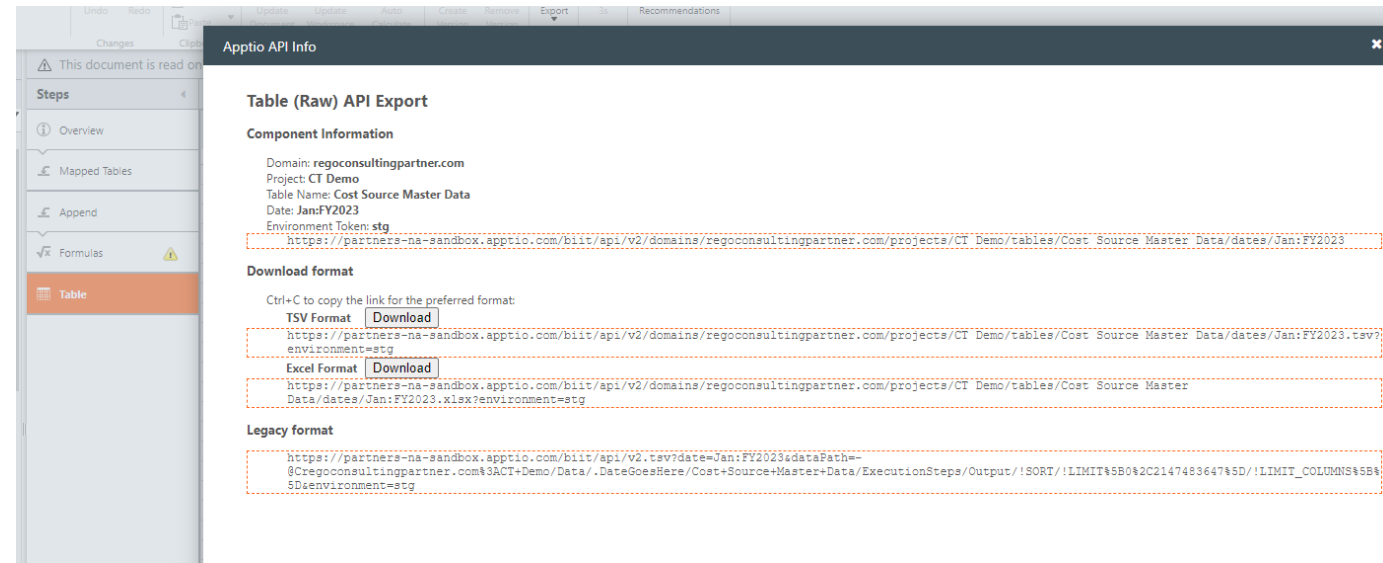 Undo Redo Paste Update Update Auto Create Remove Export Is Recommendations
Document Workspace Calculate Version Version
Changes
Apptio API Info
This document is read on
Steps
Overview
Mapped Tables
Append
Formulas
Table
Table (Raw) API Export
Component Information
Domain: regoconsultingpartner.com
Project: CT Demo
Table Name: Cost Source Master Data
Date: Jan:FY2023
Environment Token: stg
https://partners-na-sandbox.apptio.com/biit/api/v2/domains/regoconsultingpartner.com/projects/CT Demo/tables/Cost Source Master Data/dates/Jan:FY2023
Download format
Ctrl+C to copy the link for the preferred format:
TSV Format Download
https://partners-na-sandbox.apptio.com/biit/api/v2/domains/regoconsultingpartner.com/projects/CT Demo/tables/Cost Source Master Data/dates/Jan:FY2023.tsv?
environment=stg
Excel Format Download
https://partners-na-sandbox.apptio.com/biit/api/v2/domains/regoconsultingpartner.com/projects/CT Demo/tables/Cost Source Master
Data/dates/Jan:FY2023.xlsx?environment=stg
Legacy format
https://partners-na-sandbox.apptio.com/biit/api/v2.tsv?date=Jan:FY2023&dataPath=-
@Cregoconsultingpartner.com%3ACT+Demo/Data/.DateGoesHere/Cost+Source+Master+Data/ExecutionSteps/Output/!SORT/!LIMIT%5B0%2C2147483647%5D/!LIMIT_COLUMNS%5B%
5D&environment=stg